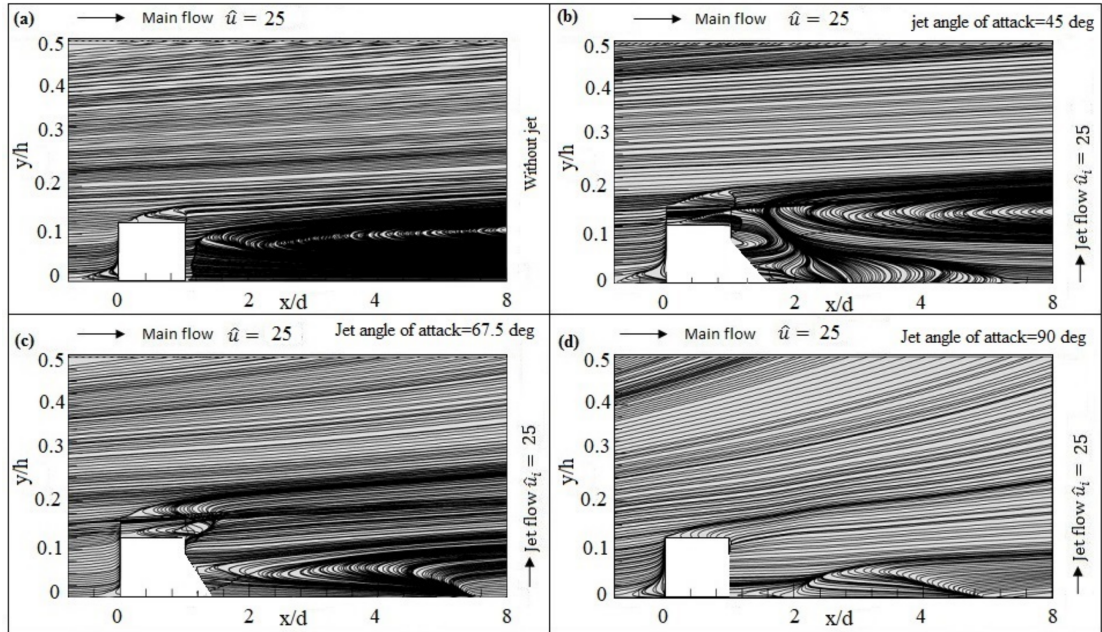 (a) → Main flow û = 25
0.5
0.4
0.3
0.2
0.1
0
y/h
0 2 4 8
x/d
Without jet
(b) → Main flow û = 25 jet angle of attack=45 deg
0.5
0.4
0.3
0.2
0.1
0
y/h
0 2 4 8
x/d
→ Jet flow û_i = 25
(c) → Main flow û = 25 Jet angle of attack=67.5 deg
0.5
0.4
0.3
0.2
0.1
0
y/h
0 2 4 8
x/d
→ Jet flow û_i = 25
(d) → Main flow û = 25 Jet angle of attack=90 deg
0.5
0.4
0.3
0.2
0.1
0
y/h
0 2 4 8
x/d
→ Jet flow û_i = 25